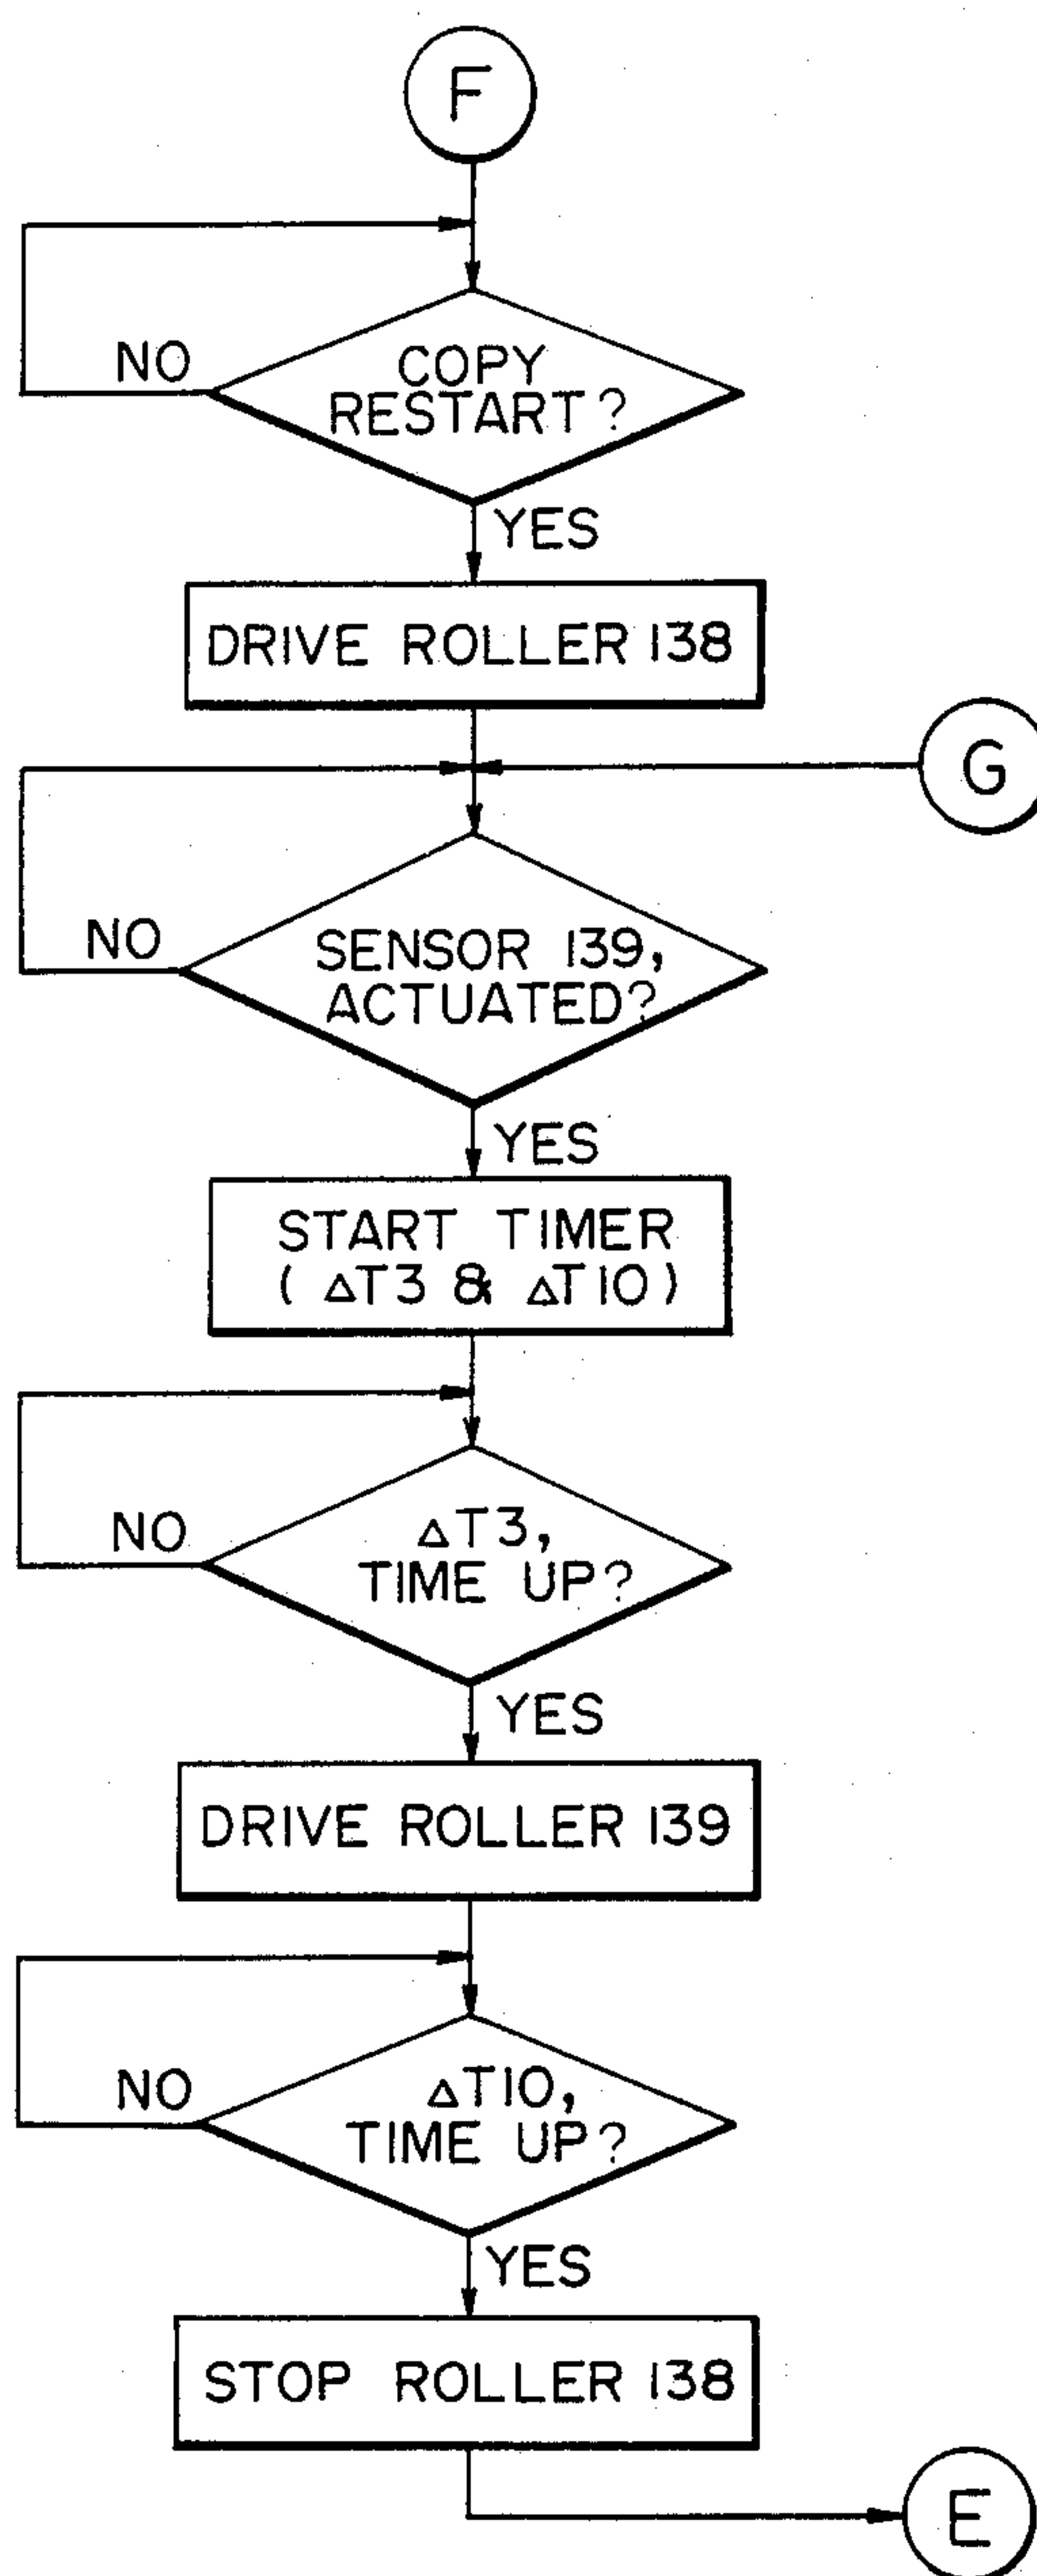 F
COPY
RESTART?
NO
YES
DRIVE ROLLER 138
G
SENSOR 139,
ACTUATED?
NO
YES
START TIMER
( ΔT3 & ΔT10 )
ΔT3,
TIME UP?
NO
YES
DRIVE ROLLER 139
ΔT10,
TIME UP?
NO
YES
STOP ROLLER 138
E